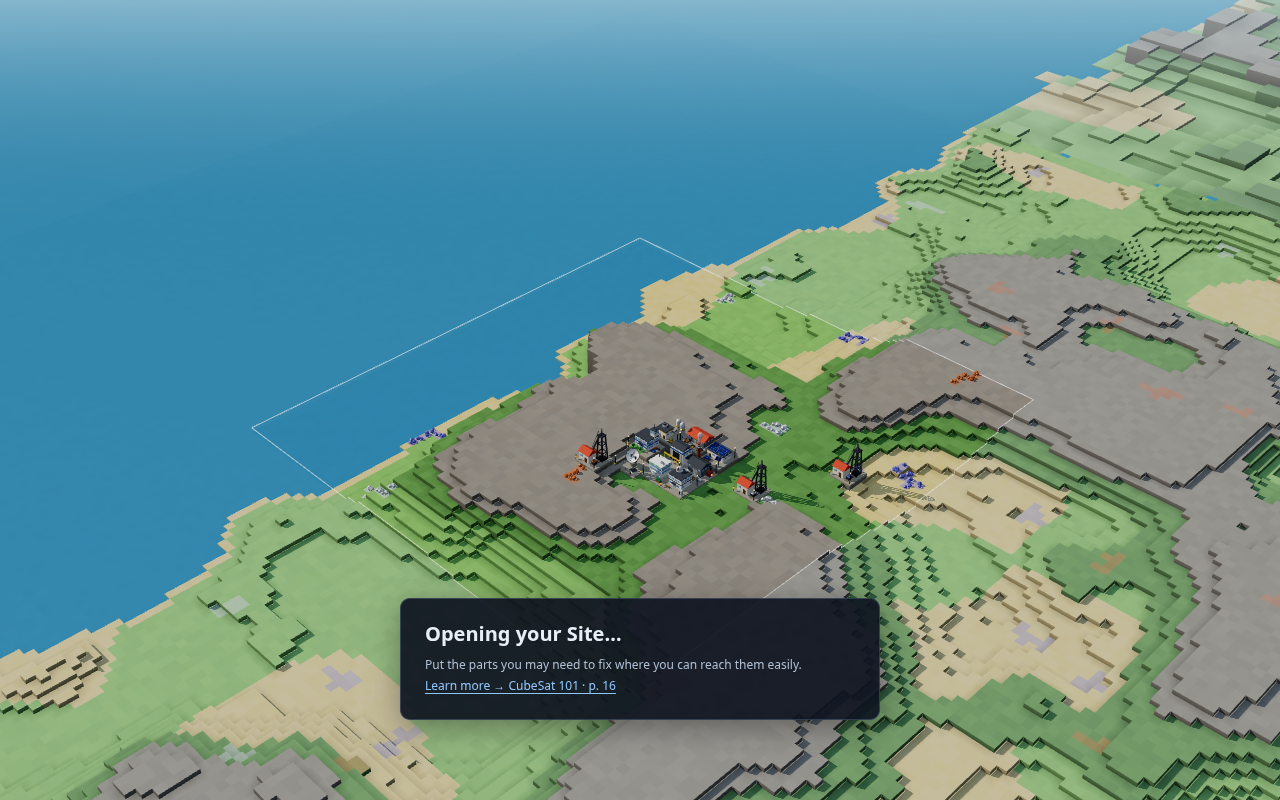 Opening your Site...
Put the parts you may need to fix where you can reach them easily.
Learn more → CubeSat 101 · p. 16